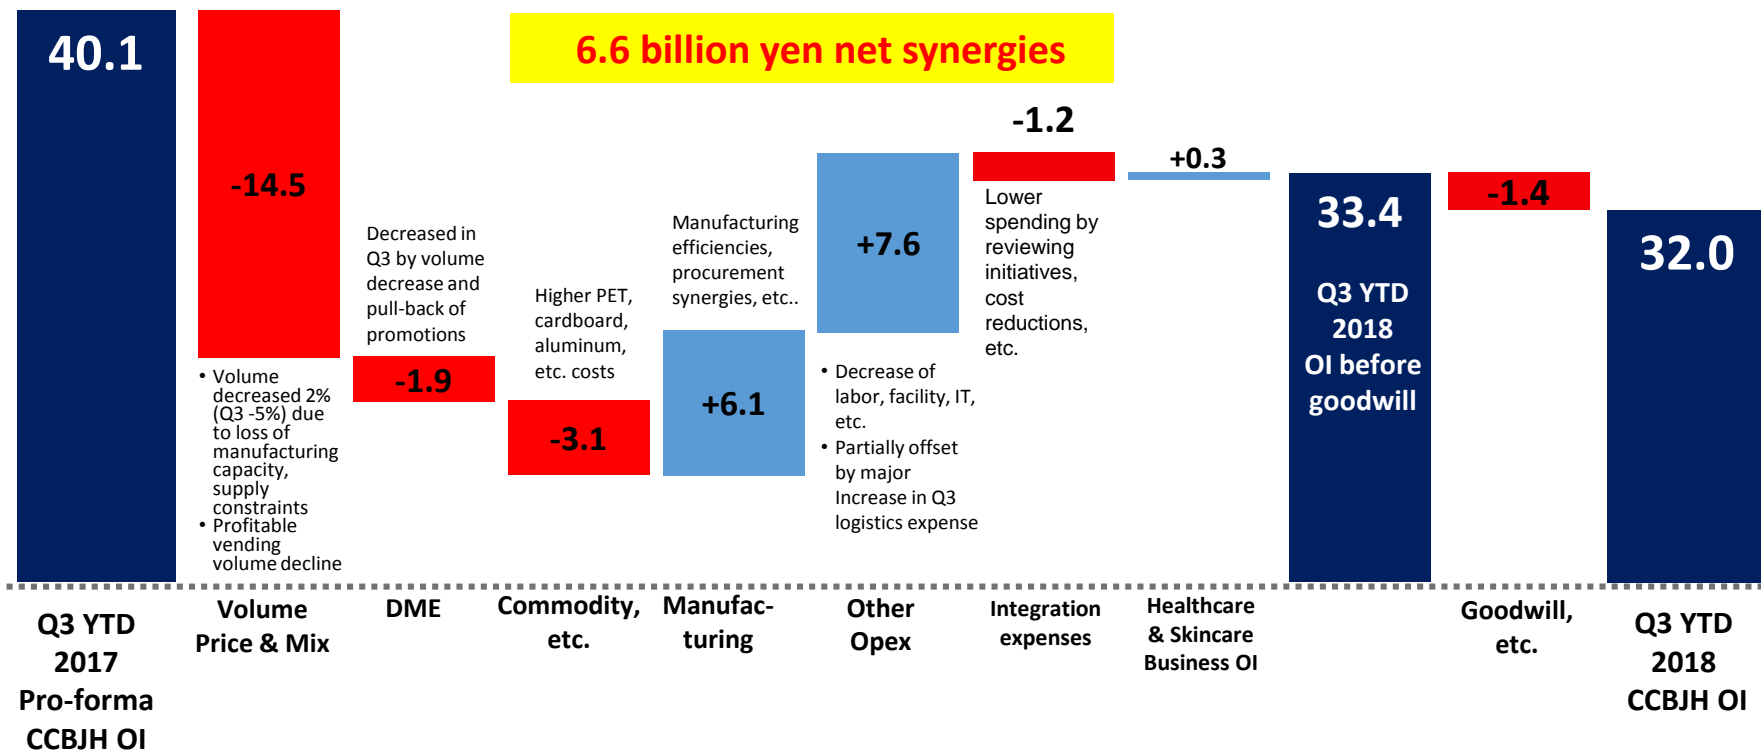 40.1
6.6 billion yen net synergies
-14.5
• Volume
decreased 2%
(Q3 -5%) due
to loss of
manufacturing
capacity,
supply
constraints
• Profitable
vending
volume decline
Decreased in
Q3 by volume
decrease and
pull-back of
promotions
-1.9
Higher PET,
cardboard,
aluminum,
etc. costs
-3.1
Manufacturing
efficiencies,
procurement
synergies, etc..
+6.1
+7.6
• Decrease of
labor, facility, IT,
etc.
• Partially offset
by major
Increase in Q3
logistics expense
-1.2
Lower
spending by
reviewing
initiatives,
cost
reductions,
etc.
+0.3
33.4
Q3 YTD
2018
OI before
goodwill
-1.4
32.0
Q3 YTD
2017
Pro-forma
CCBJH OI
Volume
Price & Mix
DME
Commodity,
etc.
Manufac-
turing
Other
Opex
Integration
expenses
Healthcare
& Skincare
Business OI
Goodwill,
etc.
Q3 YTD
2018
CCBJH OI